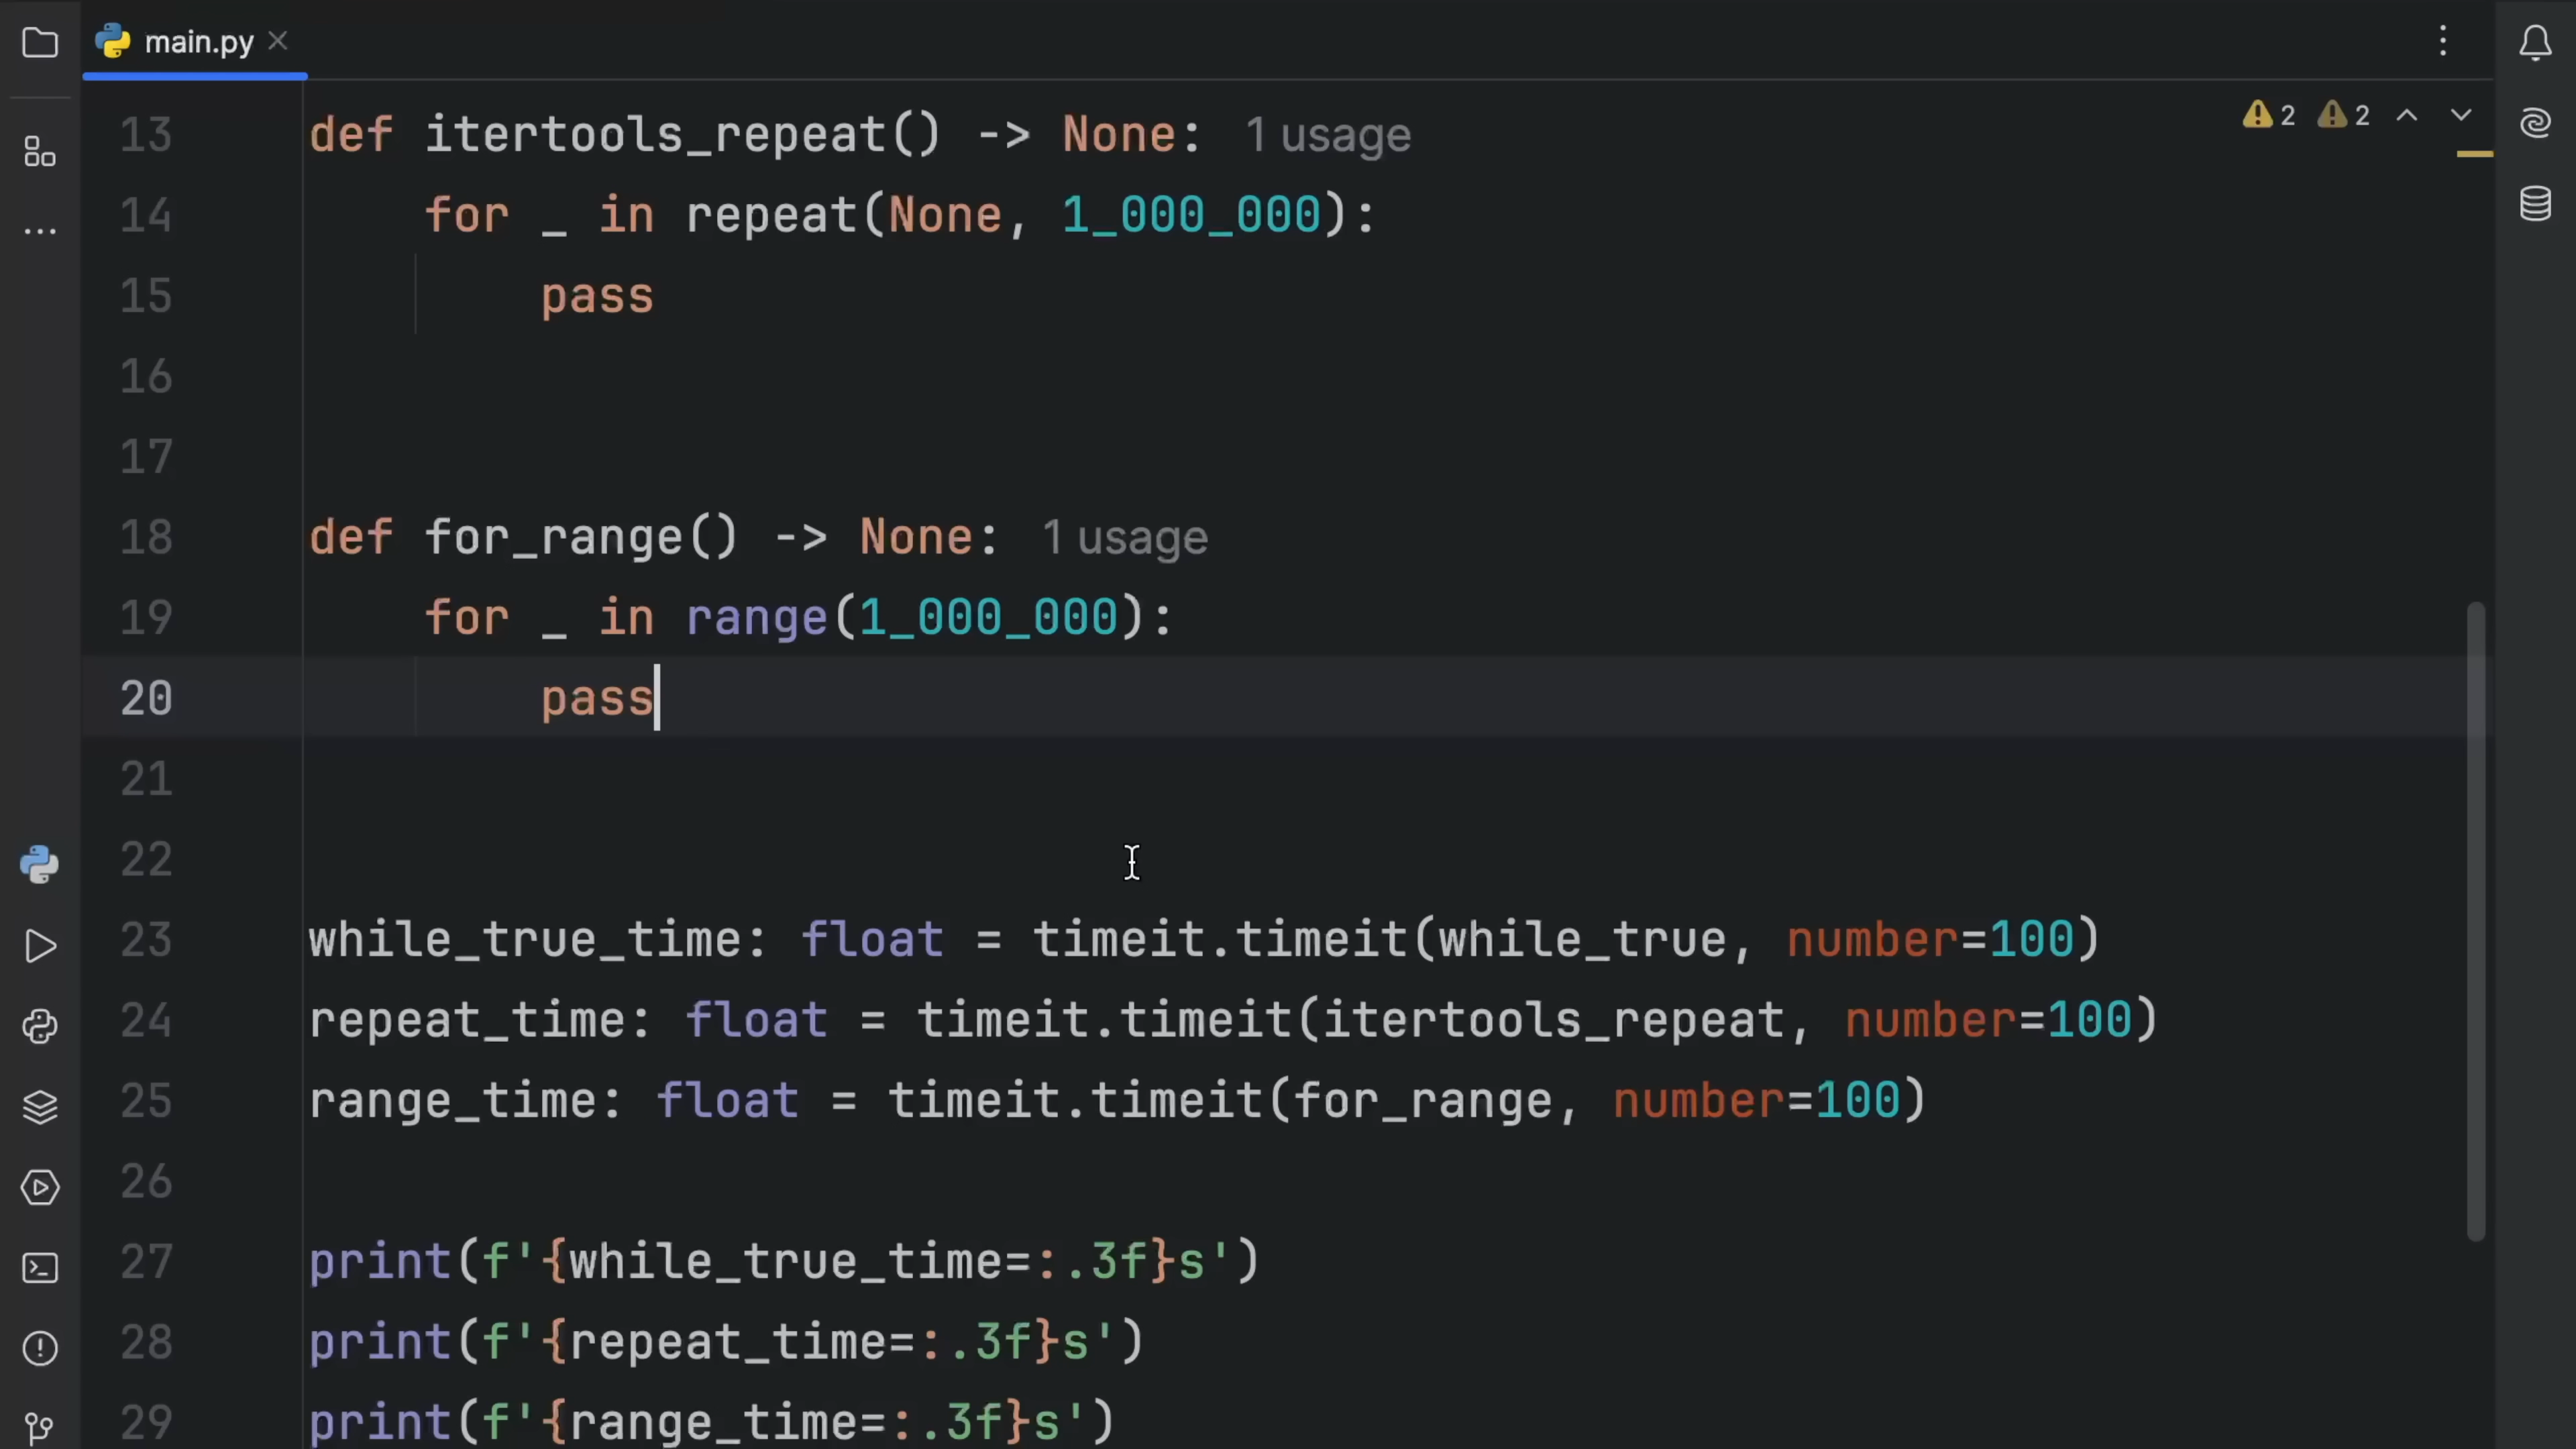 main.py
2 2
13 def itertools_repeat() -> None: 1 usage
14 for _ in repeat(None, 1_000_000):
15 pass
16
17
18 def for_range() -> None: 1 usage
19 for _ in range(1_000_000):
20 pass
21
22
23 while_true_time: float = timeit.timeit(while_true, number=100)
24 repeat_time: float = timeit.timeit(itertools_repeat, number=100)
25 range_time: float = timeit.timeit(for_range, number=100)
26
27 print(f'{while_true_time=:.3f}s')
28 print(f'{repeat_time=:.3f}s')
29 print(f'{range_time=:.3f}s')